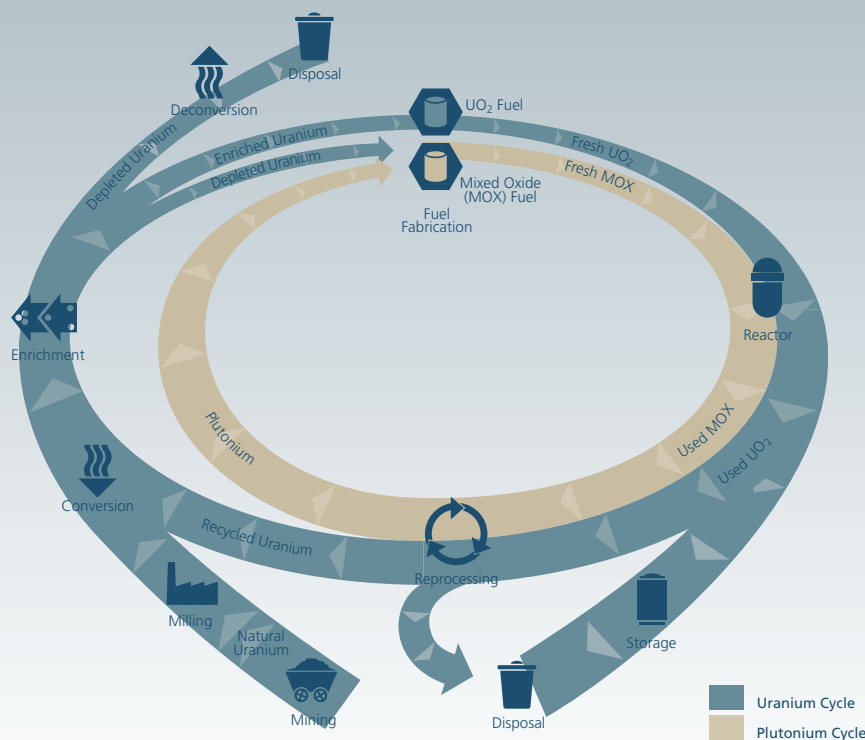 Disposal
Deconversion
Depleted Uranium
Enriched Uranium
Depleted Uranium
UO₂ Fuel
Fresh UO₂
Mixed Oxide
(MOX) Fuel
Fresh MOX
Fuel
Fabrication
Reactor
Enrichment
Plutonium
Used MOX
Used UO₂
Conversion
Recycled Uranium
Reprocessing
Milling
Natural
Uranium
Storage
Mining
Disposal
Uranium Cycle
Plutonium Cycle